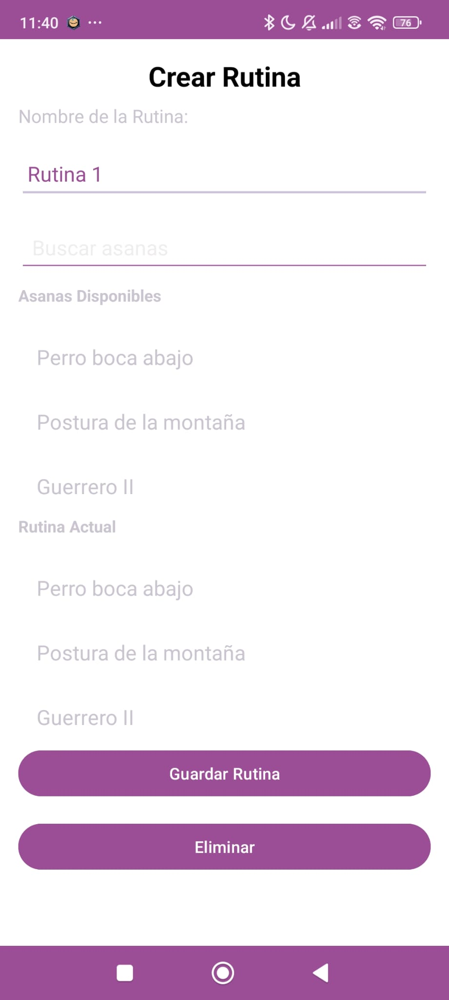 11:40
76
Crear Rutina
Nombre de la Rutina:
Rutina 1
Buscar asanas
Asanas Disponibles
Perro boca abajo
Postura de la montaña
Guerrero II
Rutina Actual
Perro boca abajo
Postura de la montaña
Guerrero II
Guardar Rutina
Eliminar